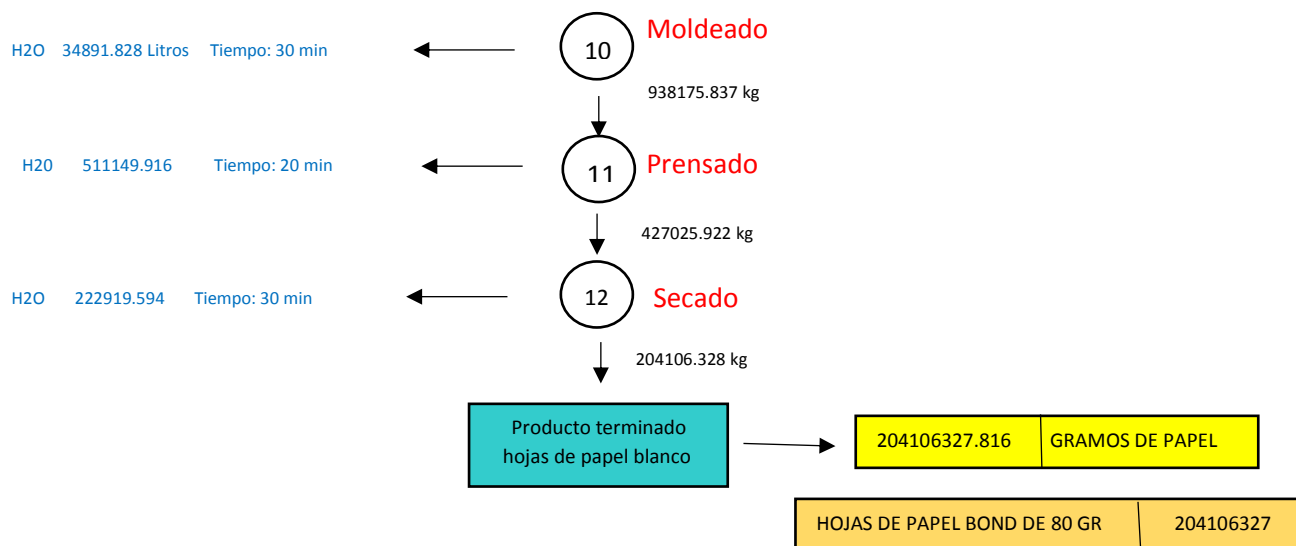 Moldeado
10
H2O 34891.828 Litros Tiempo: 30 min
938175.837 kg
H20 511149.916 Tiempo: 20 min
11
Prensado
427025.922 kg
H2O 222919.594 Tiempo: 30 min
12
Secado
204106.328 kg
Producto terminado
hojas de papel blanco
204106327.816 GRAMOS DE PAPEL
HOJAS DE PAPEL BOND DE 80 GR 204106327